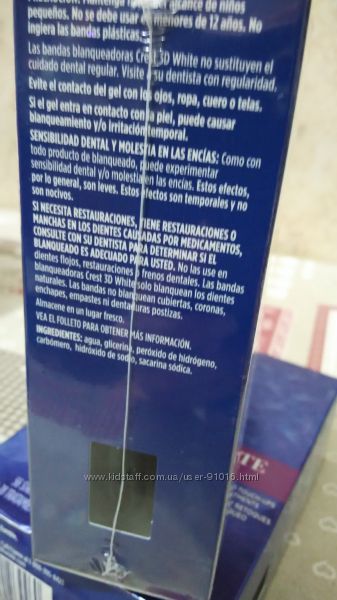 alcance de niños
pequeños. No se debe usar menores de 12 años. No
ingiera las bandas plásticas.
Las bandas blanqueadoras Crest 3D White no sustituyen el
cuidado dental regular. Visite a su dentista con regularidad.
Evite el contacto del gel con los ojos, ropa, cuero o telas.
Si el gel entra en contacto con la piel, puede causar
blanqueamiento y/o irritación temporal.
SENSIBILIDAD DENTAL Y MOLESTIA EN LAS ENCÍAS: Como con
todo producto de blanqueado, puede experimentar
sensibilidad dental y/o molestia en las encías. Estos efectos,
por lo general, son leves. Estos efectos son temporales y no
son nocivos.
SI NECESITA RESTAURACIONES, TIENE RESTAURACIONES O
MANCHAS EN LOS DIENTES CAUSADAS POR MEDICAMENTOS,
CONSULTE CON SU DENTISTA PARA DETERMINAR SI EL
BLANQUEADO ES ADECUADO PARA USTED. No las use en
dientes flojos, restauraciones o frenos dentales. Las bandas
blanqueadoras Crest 3D White solo blanquean los dientes
naturales. Las bandas no blanquean cubiertas, coronas,
enchapes, empastes ni dentaduras postizas.
Almacene en un lugar fresco.
VEA EL FOLLETO PARA OBTENER MÁS INFORMACIÓN.
INGREDIENTES: agua, glicerina, peróxido de hidrógeno,
carbómero, hidróxido de sodio, sacarina sódica.
TOUCH-UPS
RETOQUES
www.kidstaff.com.ua/user-91016.html